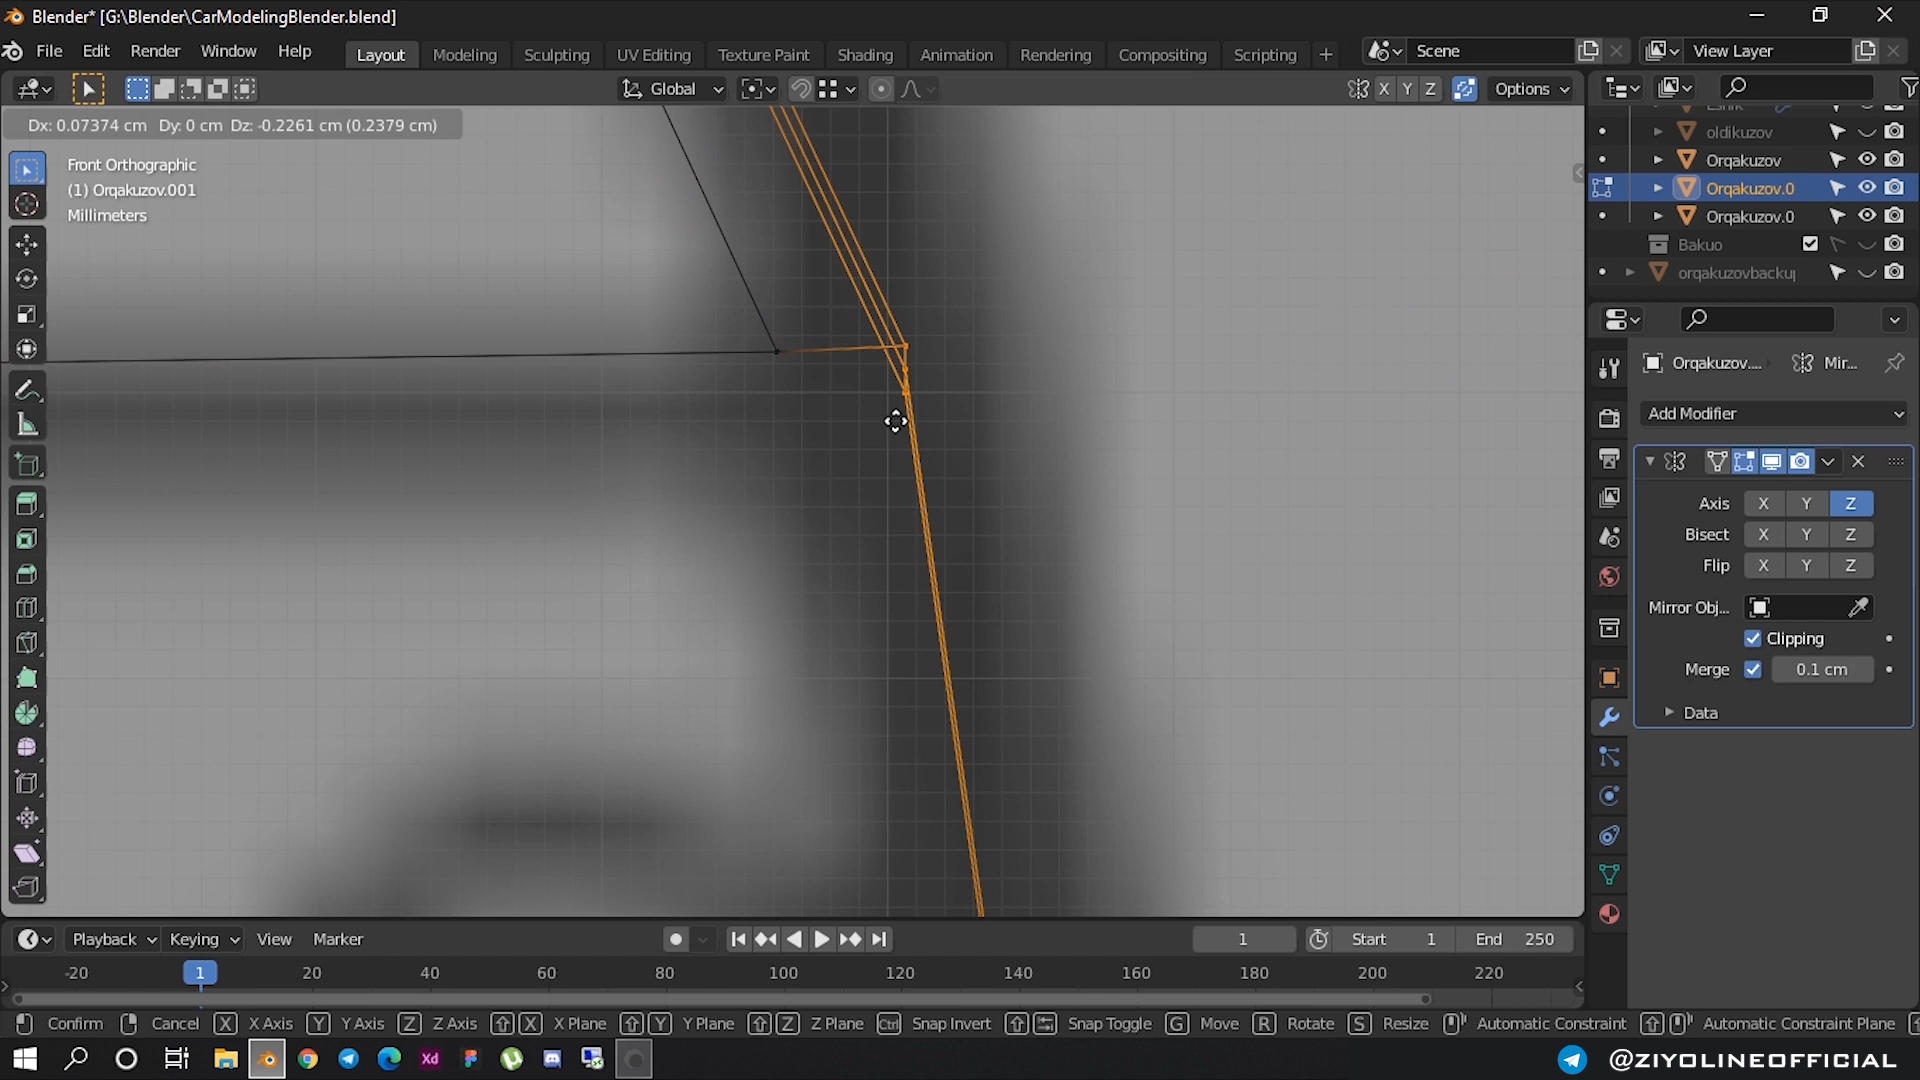 Blender* [G:\Blender\CarModelingBlender.blend]
File Edit Render Window Help Layout Modeling Sculpting UV Editing Texture Paint Shading Animation Rendering Compositing Scripting + Scene View Layer
Global X Y Z Options
Dx: 0.07374 cm Dy: 0 cm Dz: -0.2261 cm (0.2379 cm)
Front Orthographic
(1) Orqakuzov.001
Millimeters
oldikuzov
Orqakuzov
Orqakuzov.0
Orqakuzov.0
Bakuo
orqakuzovbackup
Orqakuzov.... Mir...
Add Modifier
Axis X Y Z
Bisect X Y Z
Flip X Y Z
Mirror Obj...
Clipping
Merge 0.1 cm
Data
Playback Keying View Marker 1 Start 1 End 250
-20 1 20 40 60 80 100 120 140 160 180 200 220
Confirm Cancel X X Axis Y Y Axis Z Z Axis X X Plane Y Y Plane Z Z Plane Ctrl Snap Invert Snap Toggle G Move R Rotate S Resize Automatic Constraint Automatic Constraint Plane
Xd @ZIYOLINEOFFICIAL